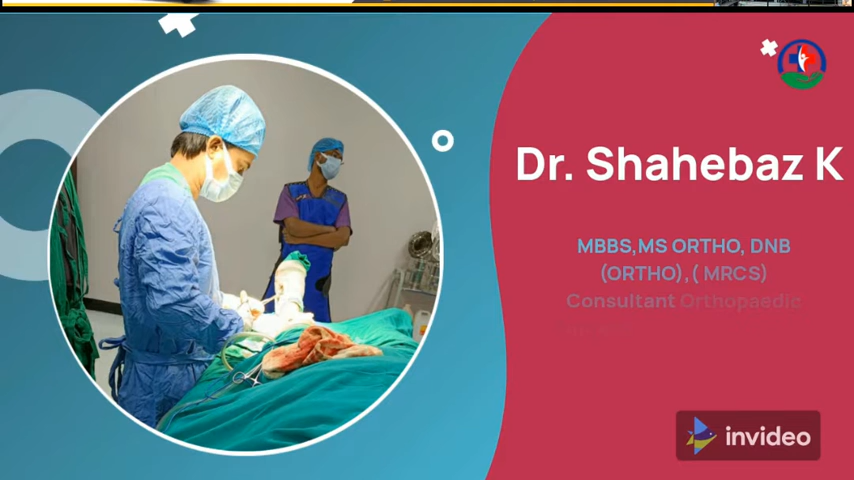 Dr. Shahebaz K
MBBS,MS ORTHO, DNB
(ORTHO),( MRCS)
Consultant Orthopaedic
invideo